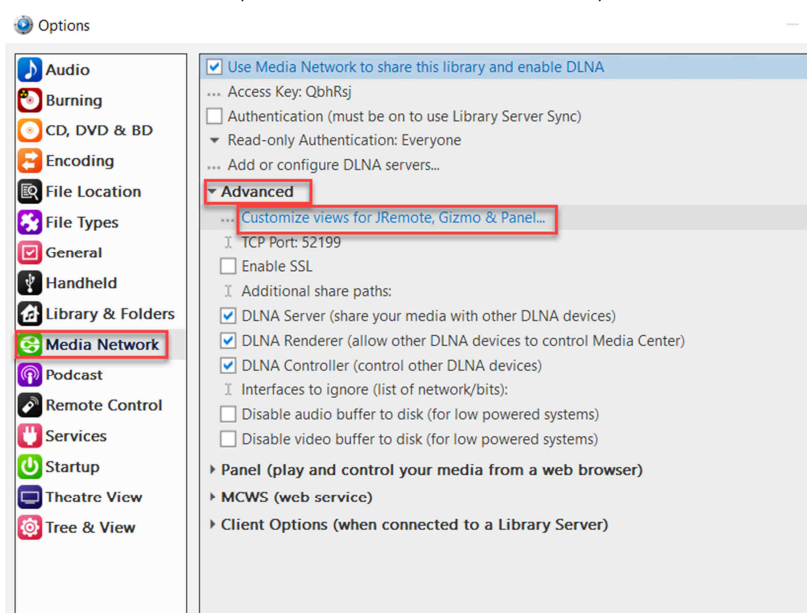 Options
Audio
Burning
CD, DVD & BD
Encoding
File Location
File Types
General
Handheld
Library & Folders
Media Network
Podcast
Remote Control
Services
Startup
Theatre View
Tree & View
Use Media Network to share this library and enable DLNA
... Access Key: QbhRsj
Authentication (must be on to use Library Server Sync)
Read-only Authentication: Everyone
... Add or configure DLNA servers...
Advanced
... Customize views for JRemote, Gizmo & Panel...
TCP Port: 52199
Enable SSL
Additional share paths:
DLNA Server (share your media with other DLNA devices)
DLNA Renderer (allow other DLNA devices to control Media Center)
DLNA Controller (control other DLNA devices)
Interfaces to ignore (list of network/bits):
Disable audio buffer to disk (for low powered systems)
Disable video buffer to disk (for low powered systems)
Panel (play and control your media from a web browser)
MCWS (web service)
Client Options (when connected to a Library Server)